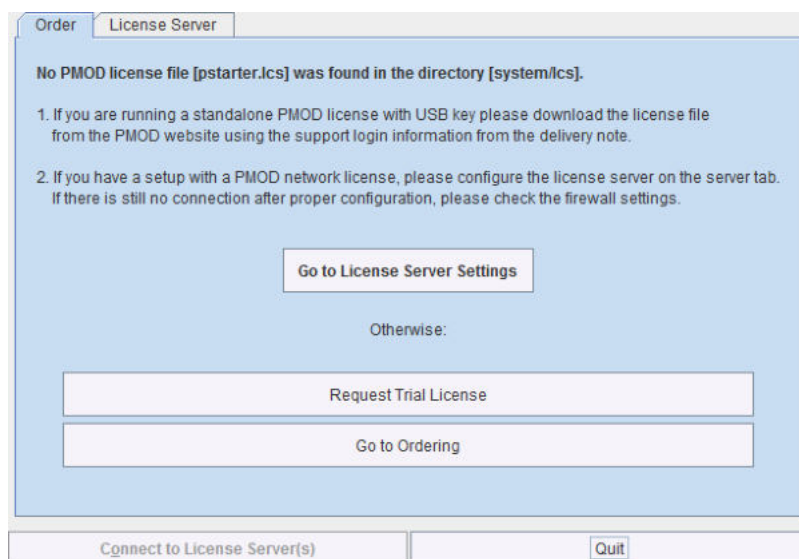 Order
License Server
No PMOD license file [pstarter.lcs] was found in the directory [system/lcs].
1. If you are running a standalone PMOD license with USB key please download the license file
from the PMOD website using the support login information from the delivery note.
2. If you have a setup with a PMOD network license, please configure the license server on the server tab.
If there is still no connection after proper configuration, please check the firewall settings.
Go to License Server Settings
Otherwise:
Request Trial License
Go to Ordering
Connect to License Server(s)
Quit